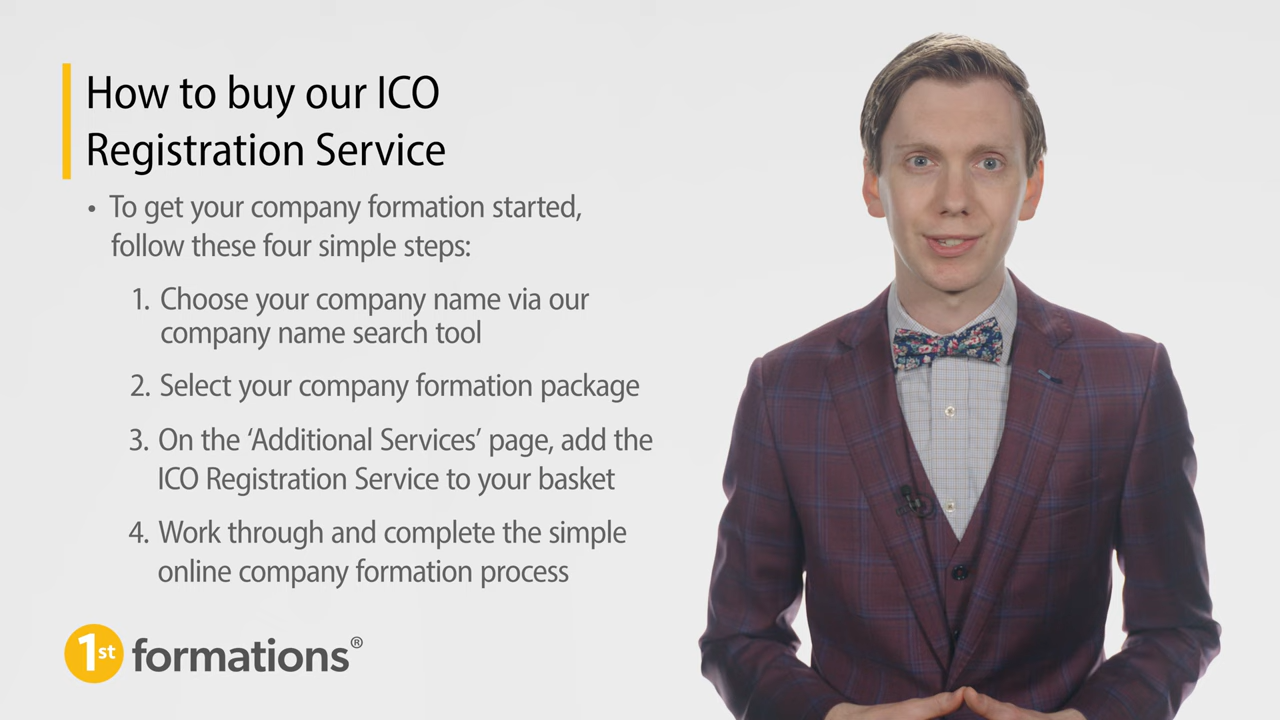 How to buy our ICO
Registration Service
• To get your company formation started,
follow these four simple steps:
1. Choose your company name via our
company name search tool
2. Select your company formation package
3. On the ‘Additional Services’ page, add the
ICO Registration Service to your basket
4. Work through and complete the simple
online company formation process
1st formations®